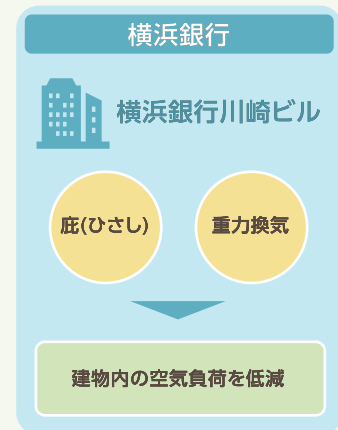 横浜銀行
横浜銀行川崎ビル
庇(ひさし)
重力換気
建物内の空気負荷を低減